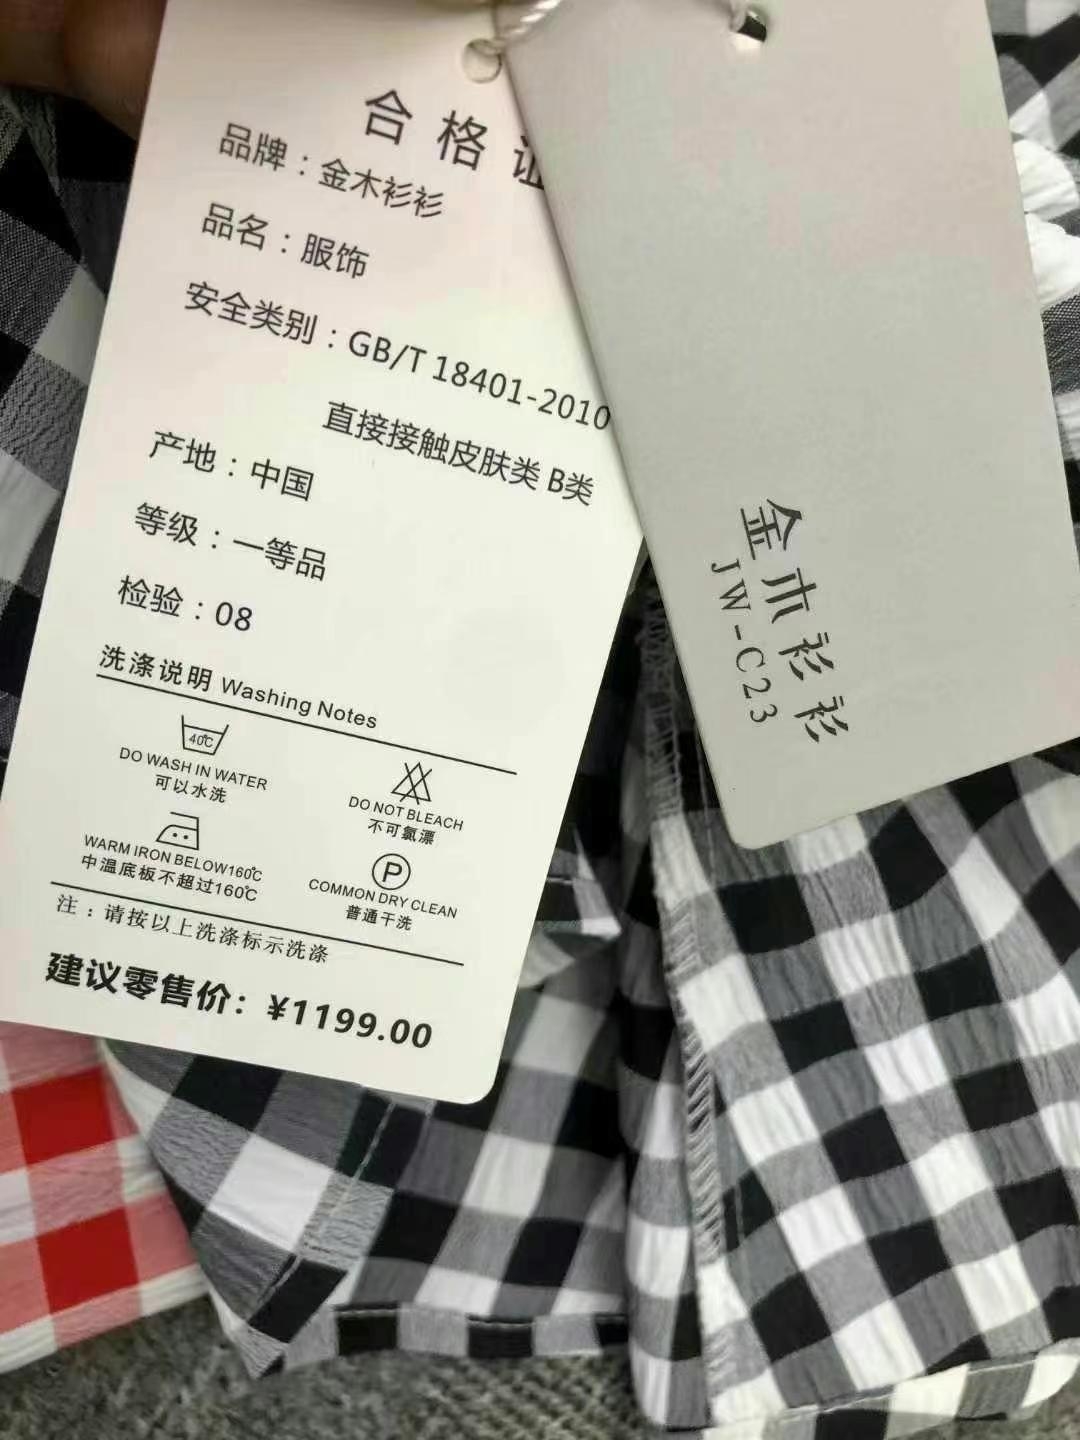 合格证
品牌：金木衫衫
品名：服饰
安全类别：GB/T 18401-2010
直接接触皮肤类 B类
产地：中国
等级：一等品
检验：08
洗涤说明 Washing Notes
40℃
DO WASH IN WATER
可以水洗
DO NOT BLEACH
不可氯漂
WARM IRON BELOW160℃
中温底板不超过160℃
P
COMMON DRY CLEAN
普通干洗
注：请按以上洗涤标示洗涤
建议零售价：¥1199.00
金木衫衫
JW-C23